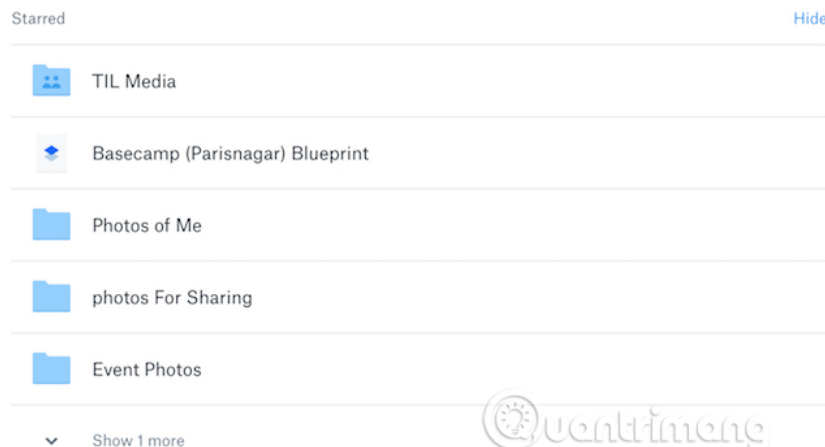 Starred
Hide
TIL Media
Basecamp (Parisnagar) Blueprint
Photos of Me
photos For Sharing
Event Photos
Show 1 more
Quantrimang